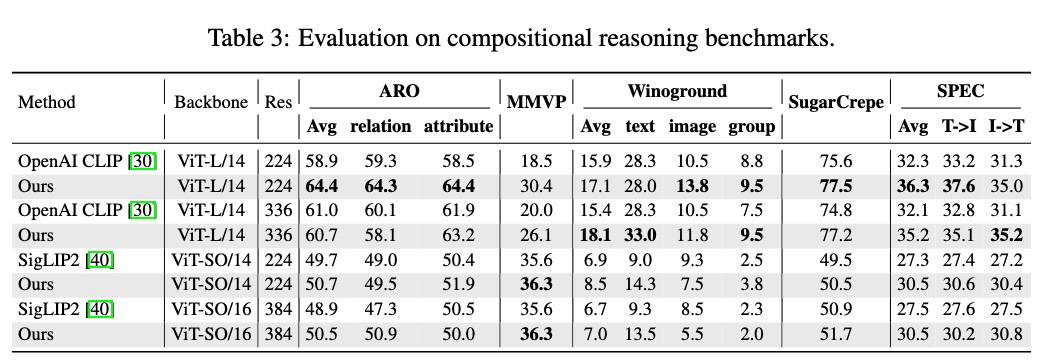 Table 3: Evaluation on compositional reasoning benchmarks.
Method Backbone Res ARO MMVP Winoground SugarCrepe SPEC
Avg relation attribute Avg text image group Avg T->I I->T
OpenAI CLIP [30] ViT-L/14 224 58.9 59.3 58.5 18.5 15.9 28.3 10.5 8.8 75.6 32.3 33.2 31.3
Ours ViT-L/14 224 64.4 64.3 64.4 30.4 17.1 28.0 13.8 9.5 77.5 36.3 37.6 35.0
OpenAI CLIP [30] ViT-L/14 336 61.0 60.1 61.9 20.0 15.4 28.3 10.5 7.5 74.8 32.1 32.8 31.1
Ours ViT-L/14 336 60.7 58.1 63.2 26.1 18.1 33.0 11.8 9.5 77.2 35.2 35.1 35.2
SigLIP2 [40] ViT-SO/14 224 49.7 49.0 50.4 35.6 6.9 9.0 9.3 2.5 49.5 27.3 27.4 27.2
Ours ViT-SO/14 224 50.7 49.5 51.9 36.3 8.5 14.3 7.5 3.8 50.5 30.5 30.6 30.4
SigLIP2 [40] ViT-SO/16 384 48.9 47.3 50.5 35.6 6.7 9.3 8.5 2.3 50.9 27.5 27.6 27.5
Ours ViT-SO/16 384 50.5 50.9 50.0 36.3 7.0 13.5 5.5 2.0 51.7 30.5 30.2 30.8